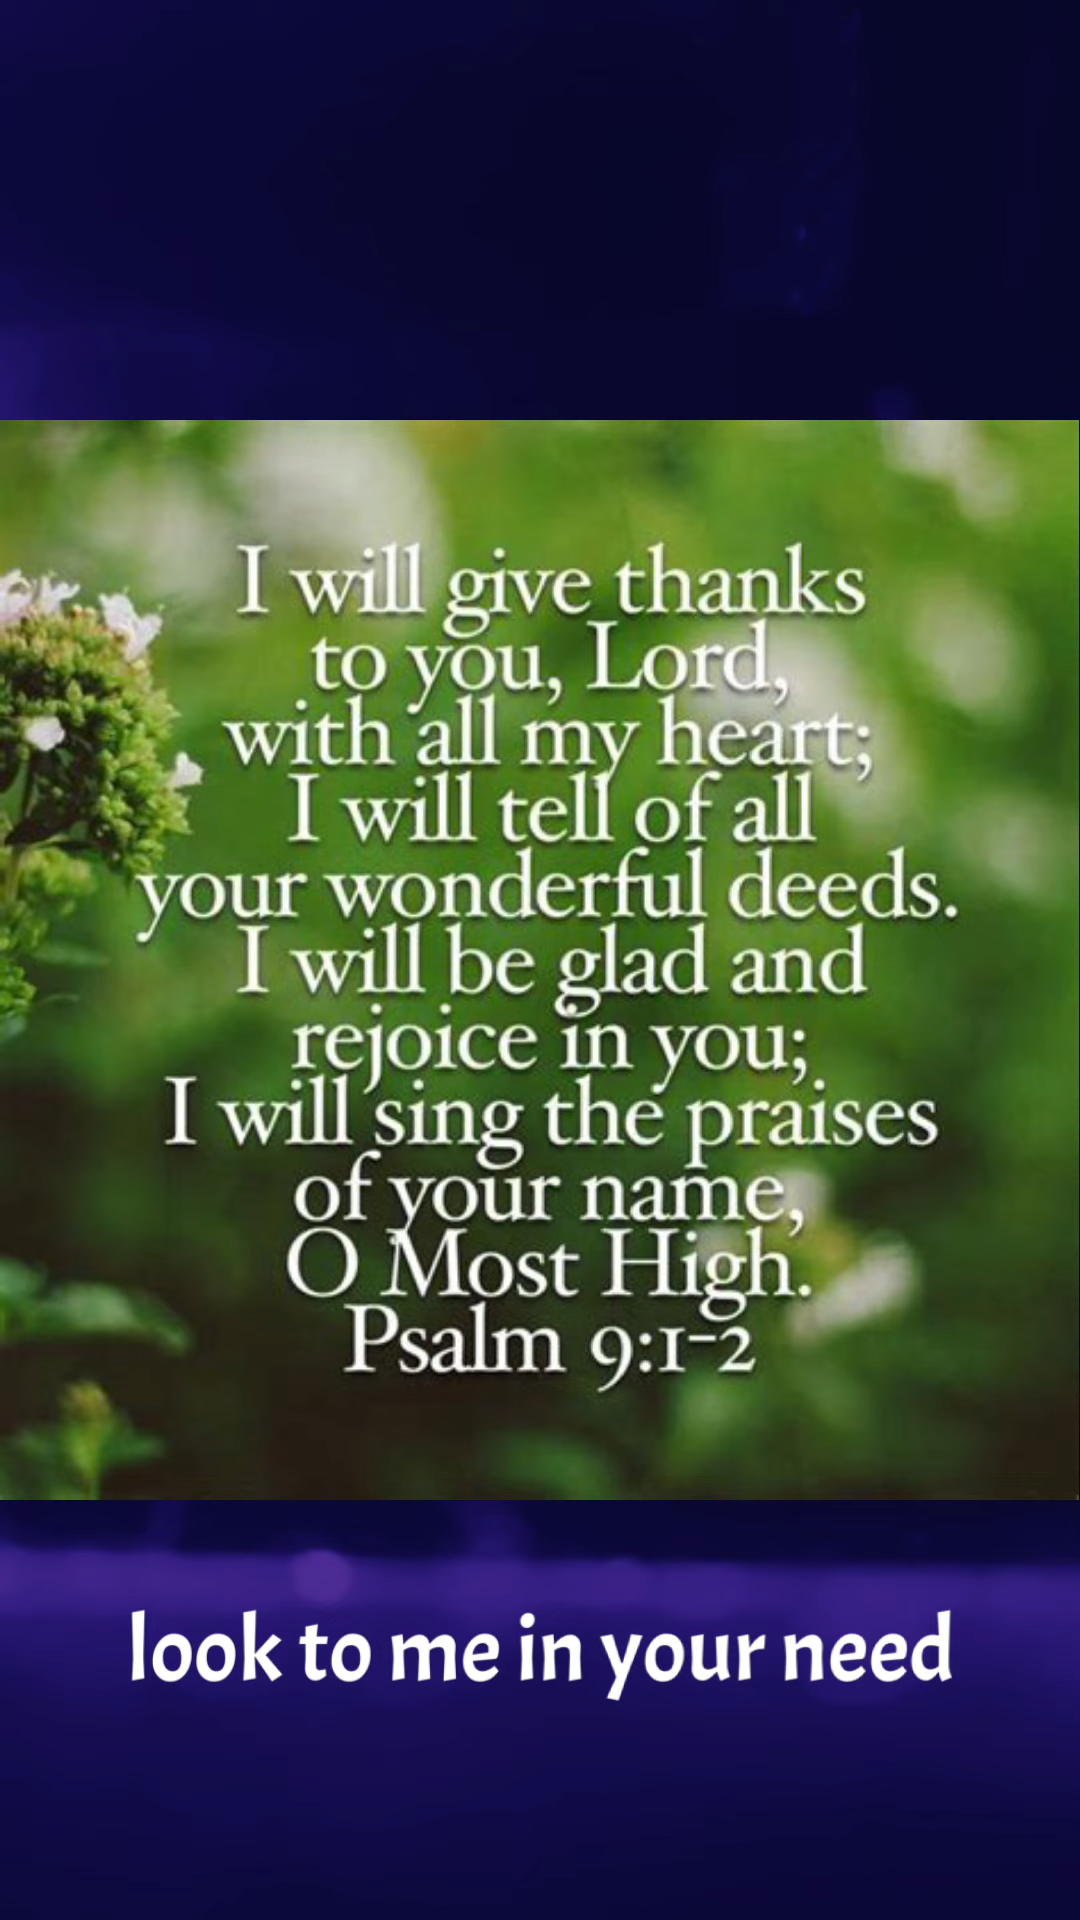 I will give thanks
to you, Lord,
with all my heart;
I will tell of all
your wonderful deeds.
I will be glad and
rejoice in you;
I will sing the praises
of your name,
O Most High.
Psalm 9:1-2
look to me in your need